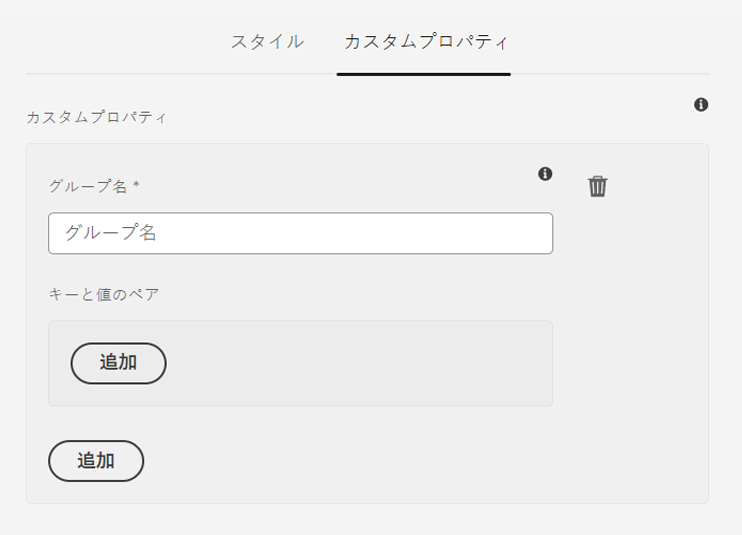 スタイル カスタムプロパティ
カスタムプロパティ
グループ名 *
グループ名
キーと値のペア
追加
追加